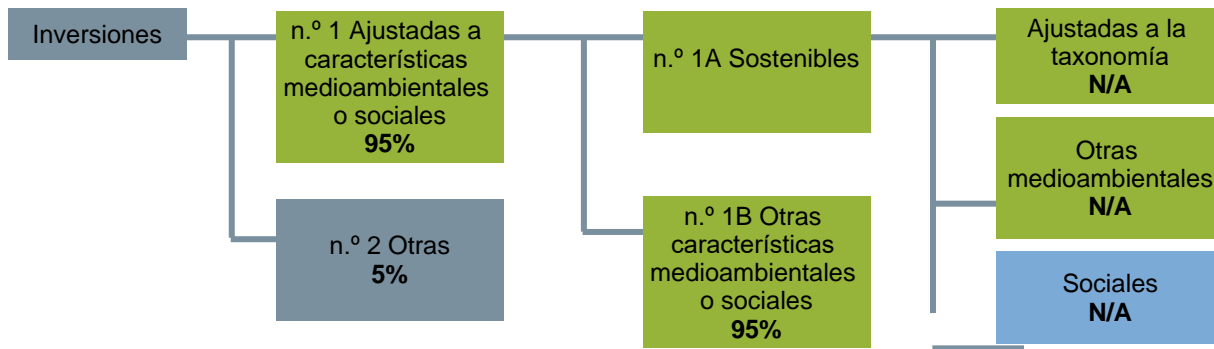 Inversiones
n.º 1 Ajustadas a
características
medioambientales
o sociales
95%
n.º 2 Otras
5%
n.º 1A Sostenibles
n.º 1B Otras
características
medioambientales
o sociales
95%
Ajustadas a la
taxonomía
N/A
Otras
medioambientales
N/A
Sociales
N/A